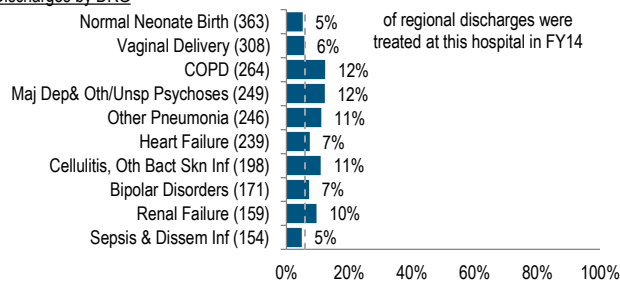 Discharges by DRG
Normal Neonate Birth (363) 5%
of regional discharges were
Vaginal Delivery (308) 6%
treated at this hospital in FY14
COPD (264) 12%
Maj Dep& Oth/Unsp Psychoses (249) 12%
Other Pneumonia (246) 11%
Heart Failure (239) 7%
Cellulitis, Oth Bact Skn Inf (198) 11%
Bipolar Disorders (171) 7%
Renal Failure (159) 10%
Sepsis & Dissem Inf (154) 5%
0% 20% 40% 60% 80% 100%